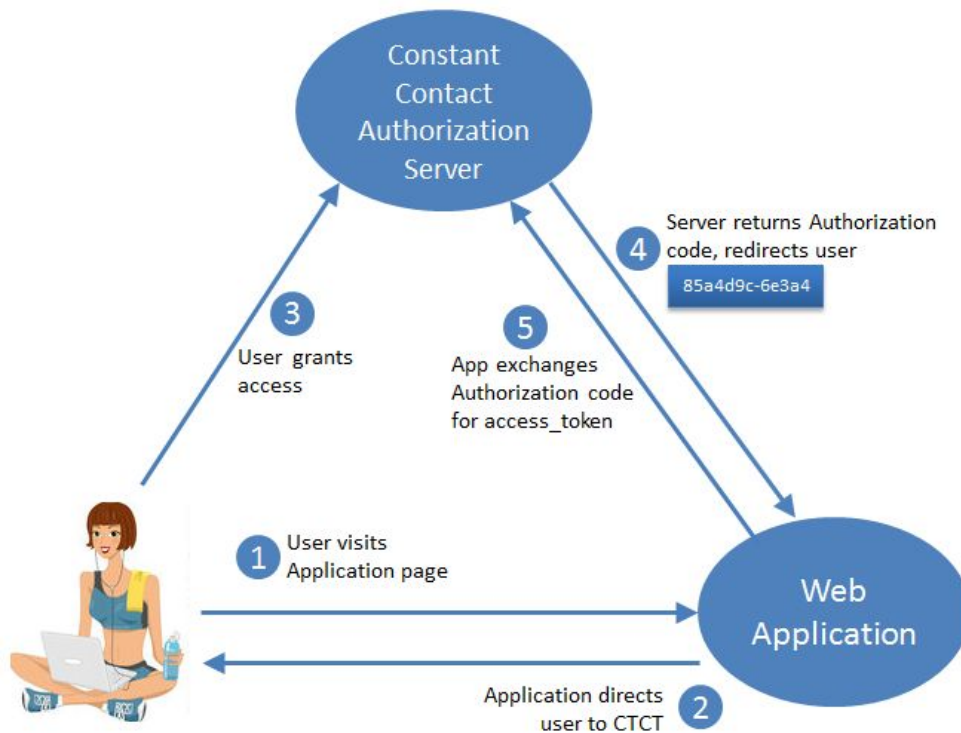 Constant
Contact
Authorization
Server
4
Server returns Authorization
code, redirects user
85a4d9c-6e3a4
3
User grants
access
5
App exchanges
Authorization code
for access_token
1
User visits
Application page
Web
Application
Application directs
user to CTCT
2